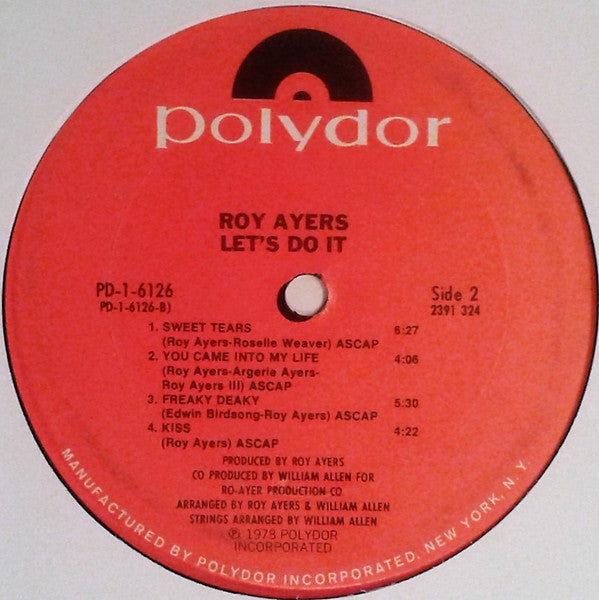 polydor
ROY AYERS
LET'S DO IT
PD-1-6126
PD-1-6126-B)
Side 2
2391 324
1. SWEET TEARS 6:27
(Roy Ayers-Roselle Weaver) ASCAP
2. YOU CAME INTO MY LIFE 4:06
(Roy Ayers-Argerie Ayers-
Roy Ayers III) ASCAP
3. FREAKY DEAKY 5:30
(Edwin Birdsong-Roy Ayers) ASCAP
4. KISS 4:22
(Roy Ayers) ASCAP
PRODUCED BY ROY AYERS
CO PRODUCED BY WILLIAM ALLEN FOR
RO-AYER PRODUCTION CO.
ARRANGED BY ROY AYERS & WILLIAM ALLEN
STRINGS ARRANGED BY WILLIAM ALLEN
℗ 1978 POLYDOR
INCORPORATED
MANUFACTURED BY POLYDOR INCORPORATED. NEW YORK, N.Y.